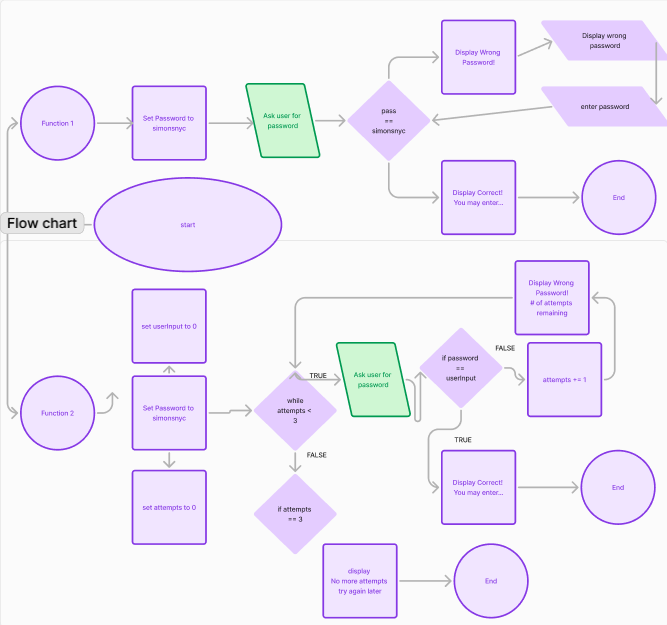 Function 1
Set Password to
simonsnyc
Ask user for
password
pass
==
simonsnyc
Display Wrong
Password!
Display wrong
password
enter password
Display Correct!
You may enter...
End
Flow chart
start
Function 2
set userInput to 0
Set Password to
simonsnyc
set attempts to 0
while
attempts <
3
TRUE
FALSE
Ask user for
password
if password
==
userInput
FALSE
TRUE
attempts += 1
Display Wrong
Password!
# of attempts
remaining
Display Correct!
You may enter...
End
if attempts
== 3
display
No more attempts
try again later
End